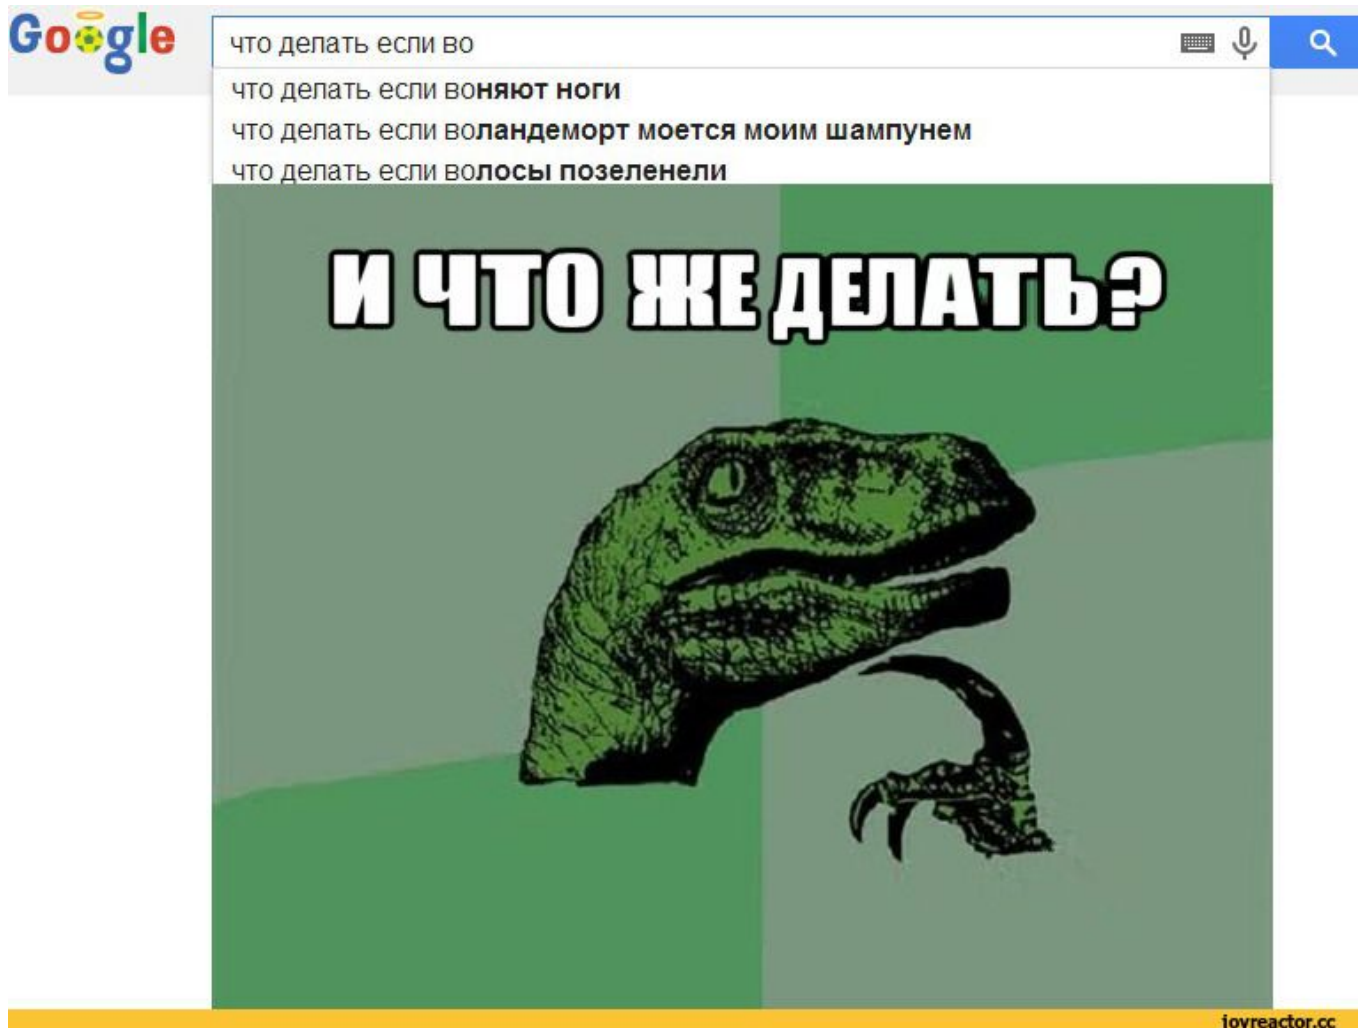 Google
что делать если во
что делать если воняют ноги
что делать если воландеморт моется моим шампунем
что делать если волосы позеленели
И ЧТО ЖЕ ДЕЛАТЬ?
joyreactor.cc